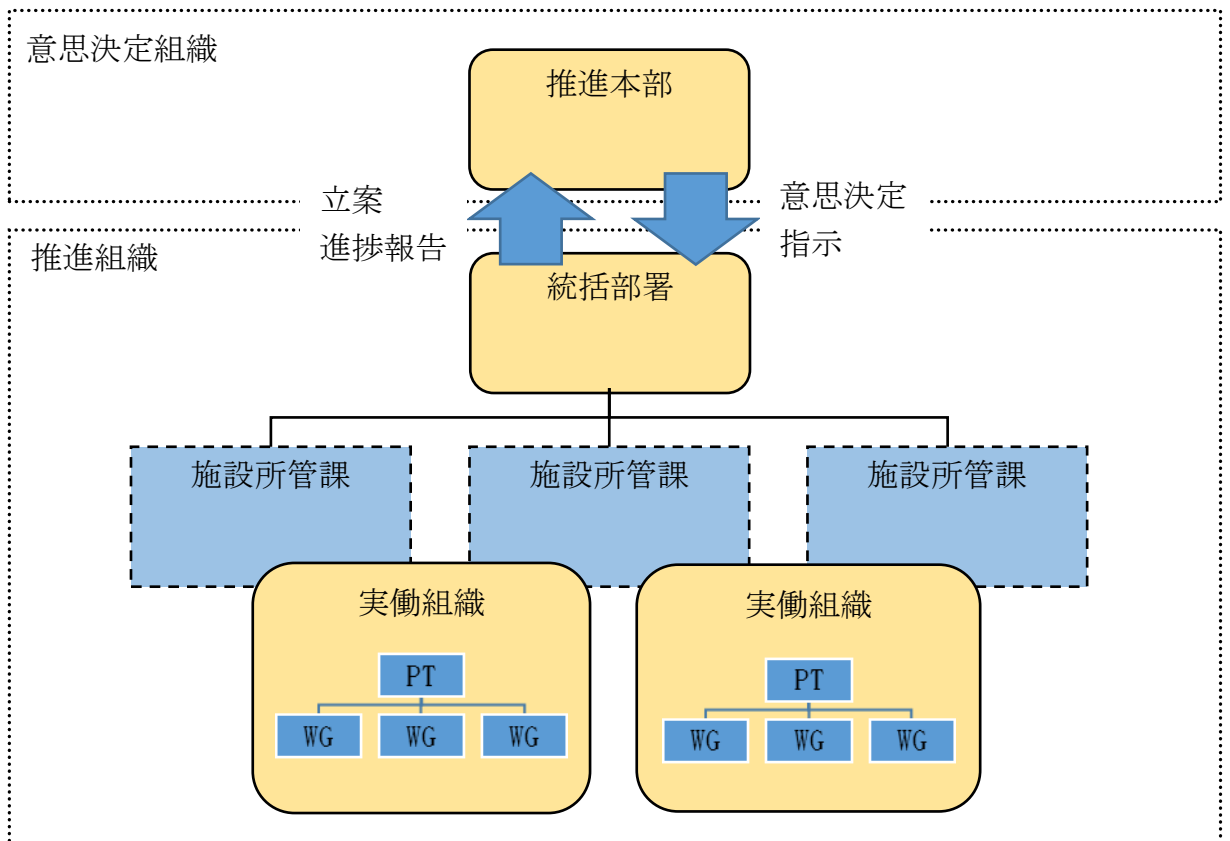 意思決定組織
推進本部
立案
進捗報告
意思決定
指示
推進組織
統括部署
施設所管課
施設所管課
施設所管課
実働組織
PT
WG
WG
WG
実働組織
PT
WG
WG
WG